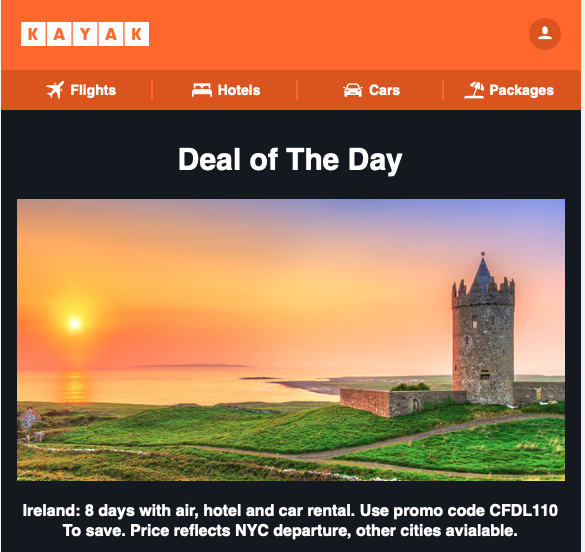 KAYAK
Flights Hotels Cars Packages
Deal of The Day
Ireland: 8 days with air, hotel and car rental. Use promo code CFDL110
To save. Price reflects NYC departure, other cities avialable.